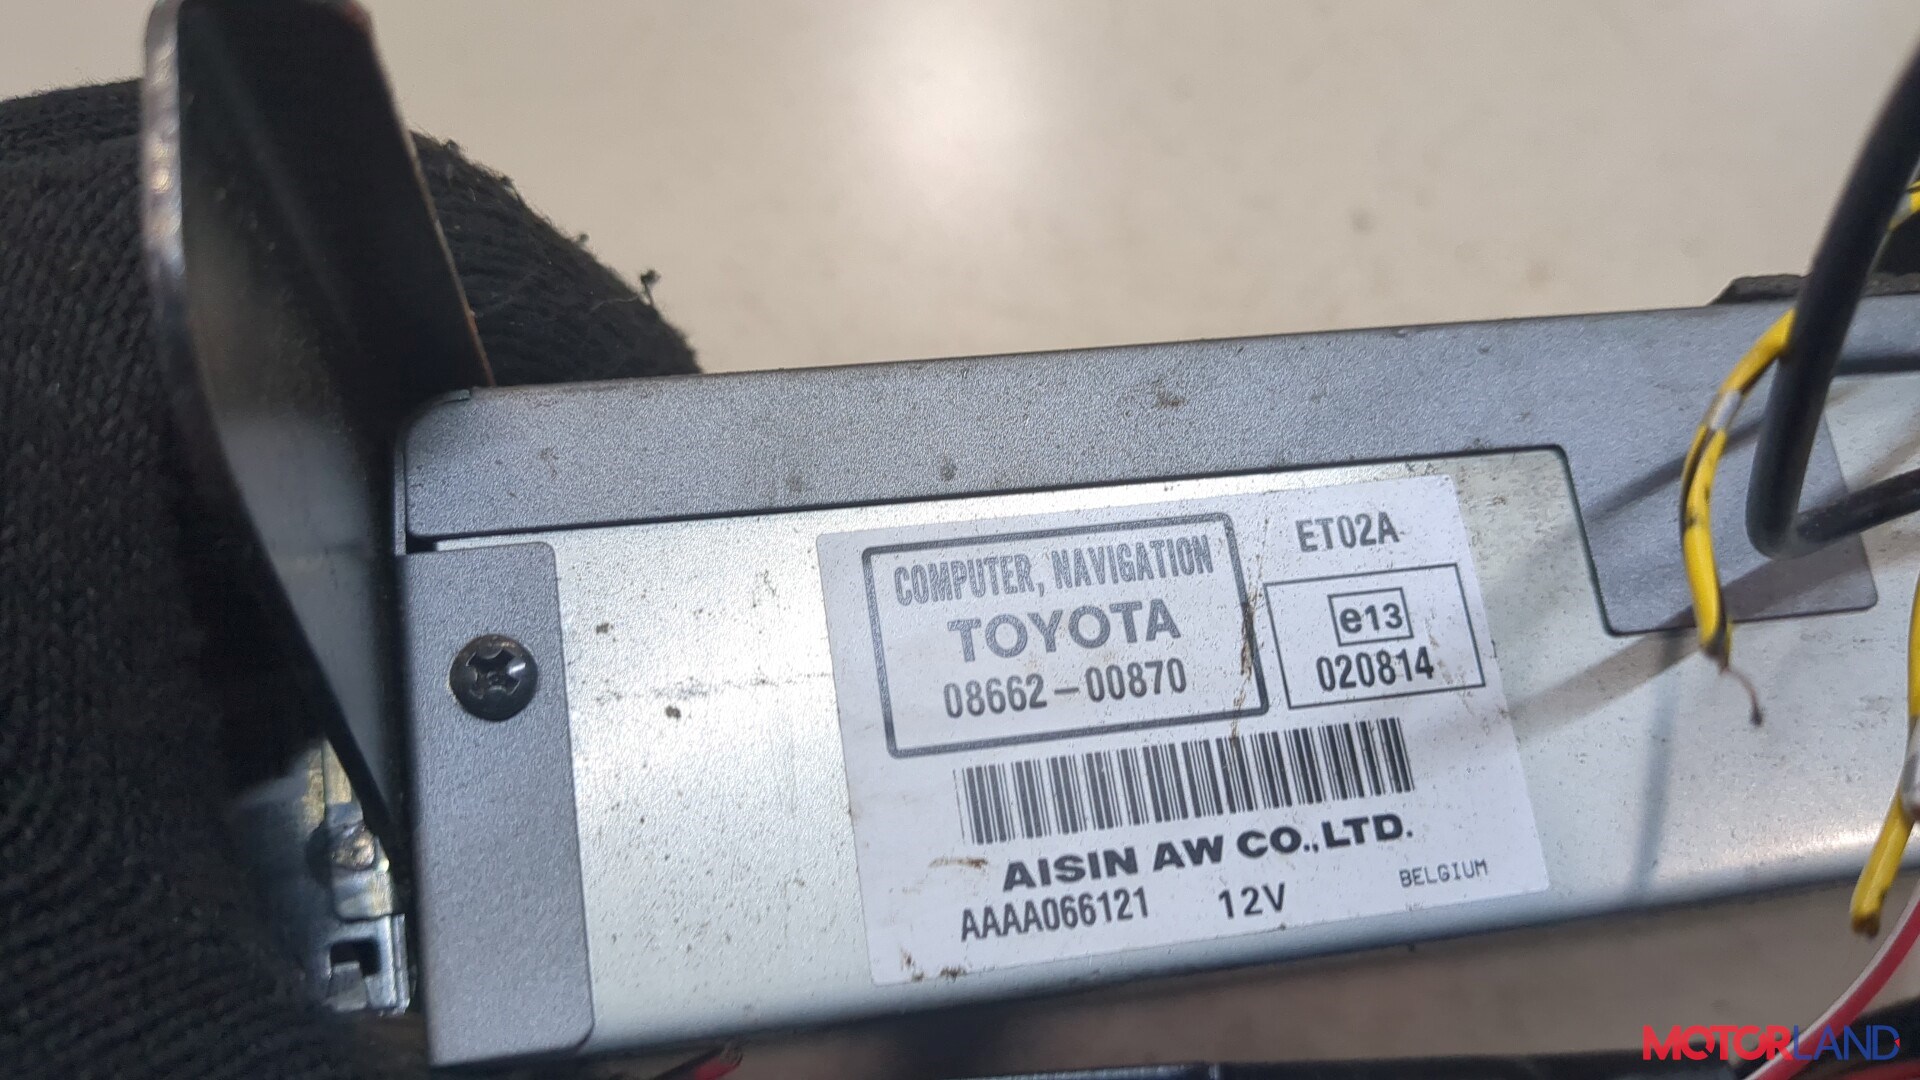 COMPUTER, NAVIGATION
TOYOTA
08662-00870
ET02A
e13
020814
AISIN AW CO.,LTD.
AAAA066121 12V BELGIUM
MOTORLAND